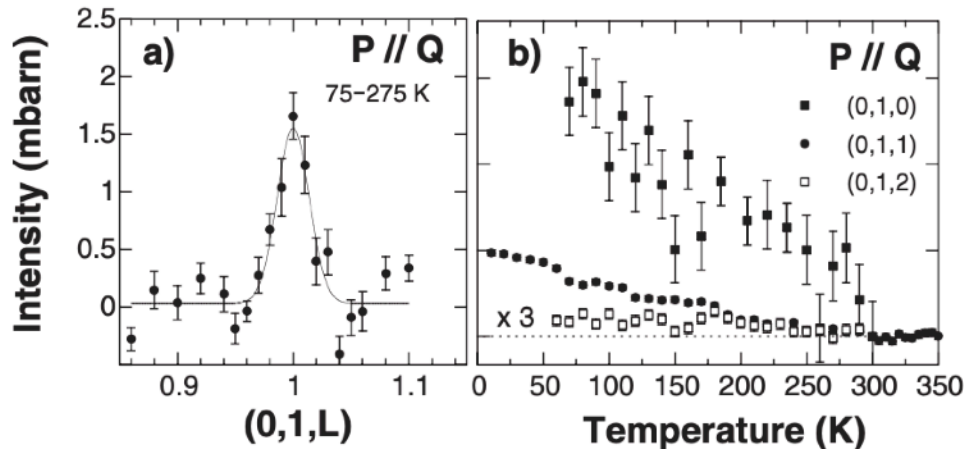 Intensity (mbarn)
2.5
2
1.5
1
0.5
0
a)
P // Q
75–275 K
0.9
1
1.1
(0,1,L)
b)
P // Q
(0,1,0)
(0,1,1)
(0,1,2)
x 3
0
50
100
150
200
250
300
350
Temperature (K)